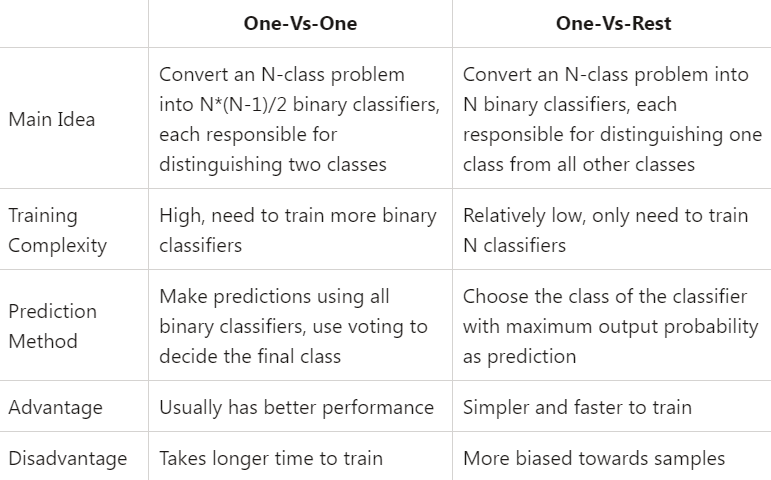 One-Vs-One
One-Vs-Rest
Main Idea
Convert an N-class problem
into N*(N-1)/2 binary classifiers,
each responsible for
distinguishing two classes
Convert an N-class problem into
N binary classifiers, each
responsible for distinguishing one
class from all other classes
Training
Complexity
High, need to train more binary
classifiers
Relatively low, only need to train
N classifiers
Prediction
Method
Make predictions using all
binary classifiers, use voting to
decide the final class
Choose the class of the classifier
with maximum output probability
as prediction
Advantage
Usually has better performance
Simpler and faster to train
Disadvantage
Takes longer time to train
More biased towards samples